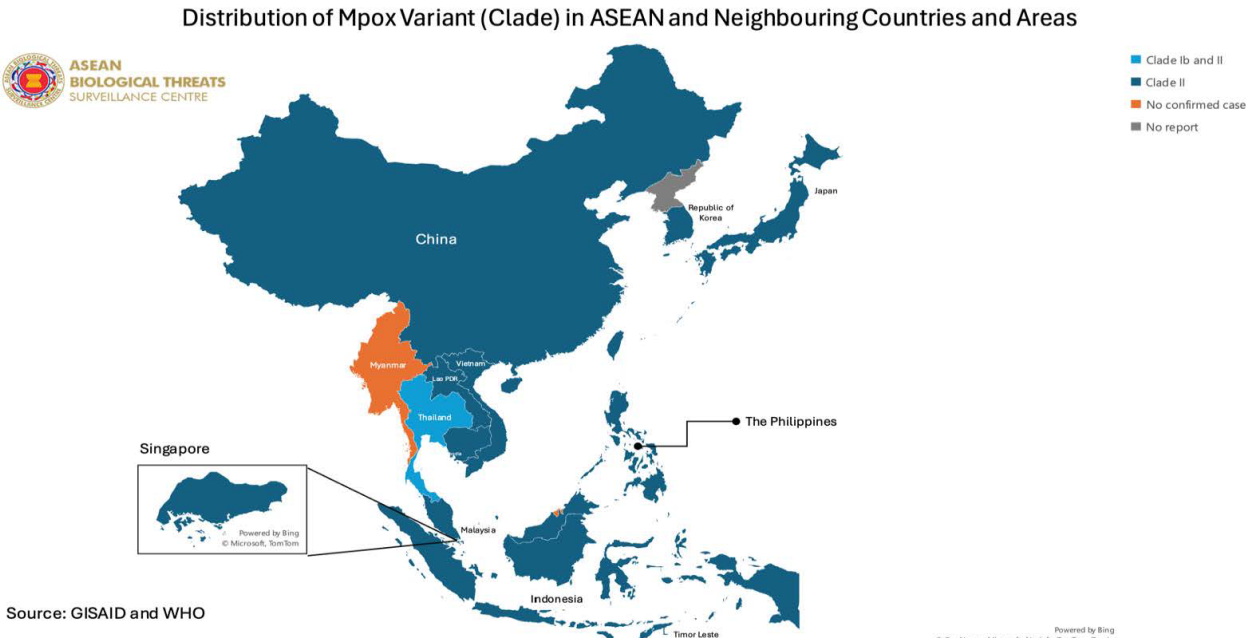 Distribution of Mpox Variant (Clade) in ASEAN and Neighbouring Countries and Areas
ASEAN
BIOLOGICAL THREATS
SURVEILLANCE CENTRE
Clade Ib and II
Clade II
No confirmed case
No report
Japan
Republic of
Korea
China
Myanmar
Vietnam
Lao PDR
Thailand
The Philippines
Singapore
Powered by Bing
© Microsoft, TomTom
Malaysia
Indonesia
Source: GISAID and WHO
Timor Leste
Powered by Bing